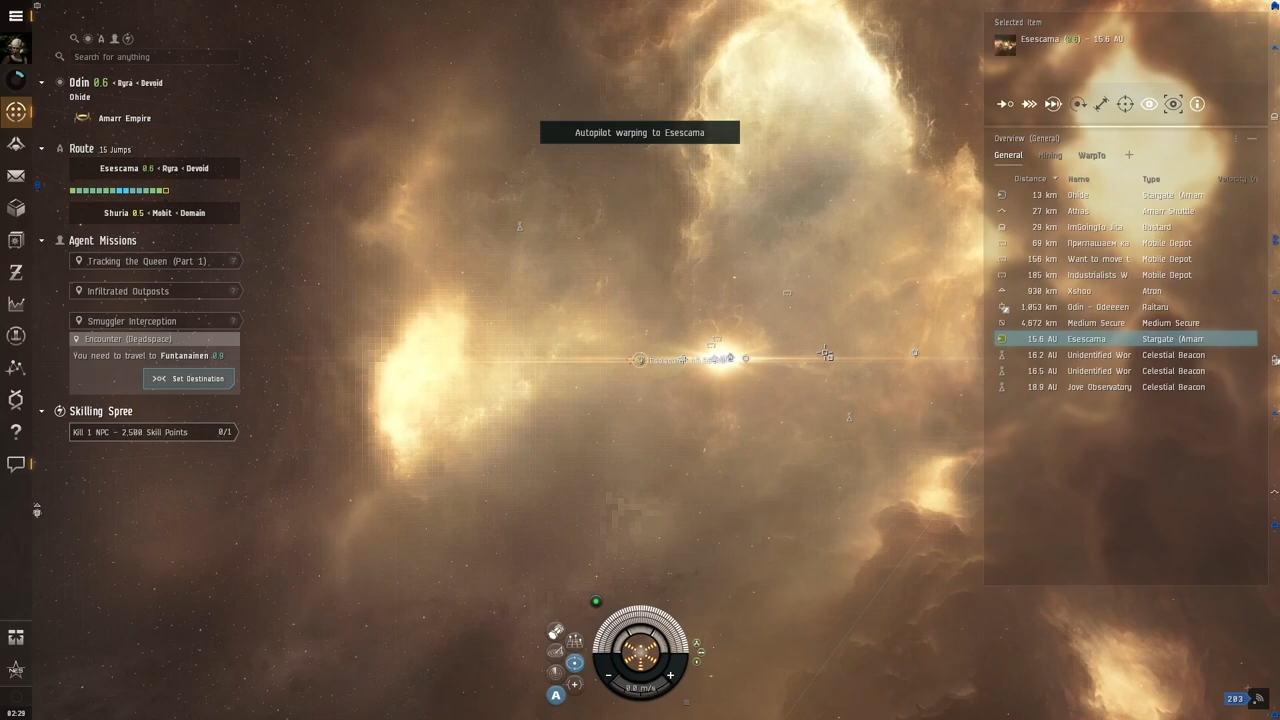 Search for anything
Odin 0.6 ‹ Ryra ‹ Devoid
Ohide
Amarr Empire
Route 15 Jumps
Esescama 0.6 ‹ Ryra ‹ Devoid
Shuria 0.5 ‹ Mobit ‹ Domain
Agent Missions
Tracking the Queen (Part 1) ?
Infiltrated Outposts ?
Smuggler Interception ?
Encounter (Deadspace)
You need to travel to Funtanainen 0.9
Set Destination
Skilling Spree
Kill 1 NPC - 2,500 Skill Points 0/1
NES
02:29
Autopilot warping to Esescama
A
0.0 m/s
Selected Item
Esescama (0.6) - 15.6 AU
Overview (General)
General Mining WarpTo
Distance Name Type Velocity
13 km Ohide Stargate (Amarr
27 km Athas Amarr Shuttle
29 km ImGoingTo Jita Bustard
69 km Приглашаем ка Mobile Depot
156 km Want to move t Mobile Depot
185 km Industrialists W Mobile Depot
930 km Xshoo Atron
1,053 km Odin - Odeeeen Raitaru
4,672 km Medium Secure Medium Secure
15.6 AU Esescama Stargate (Amarr
16.2 AU Unidentified Wor Celestial Beacon
16.5 AU Unidentified Wor Celestial Beacon
18.9 AU Jove Observatory Celestial Beacon
203